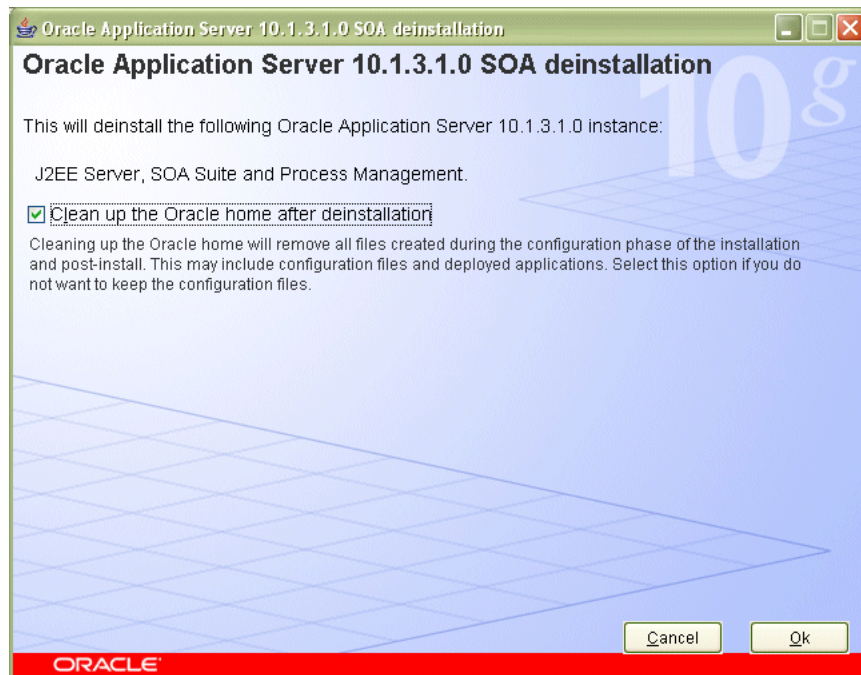 Oracle Application Server 10.1.3.1.0 SOA deinstallation
Oracle Application Server 10.1.3.1.0 SOA deinstallation
10g
This will deinstall the following Oracle Application Server 10.1.3.1.0 instance:
J2EE Server, SOA Suite and Process Management.
Clean up the Oracle home after deinstallation
Cleaning up the Oracle home will remove all files created during the configuration phase of the installation
and post-install. This may include configuration files and deployed applications. Select this option if you do
not want to keep the configuration files.
Cancel Ok
ORACLE